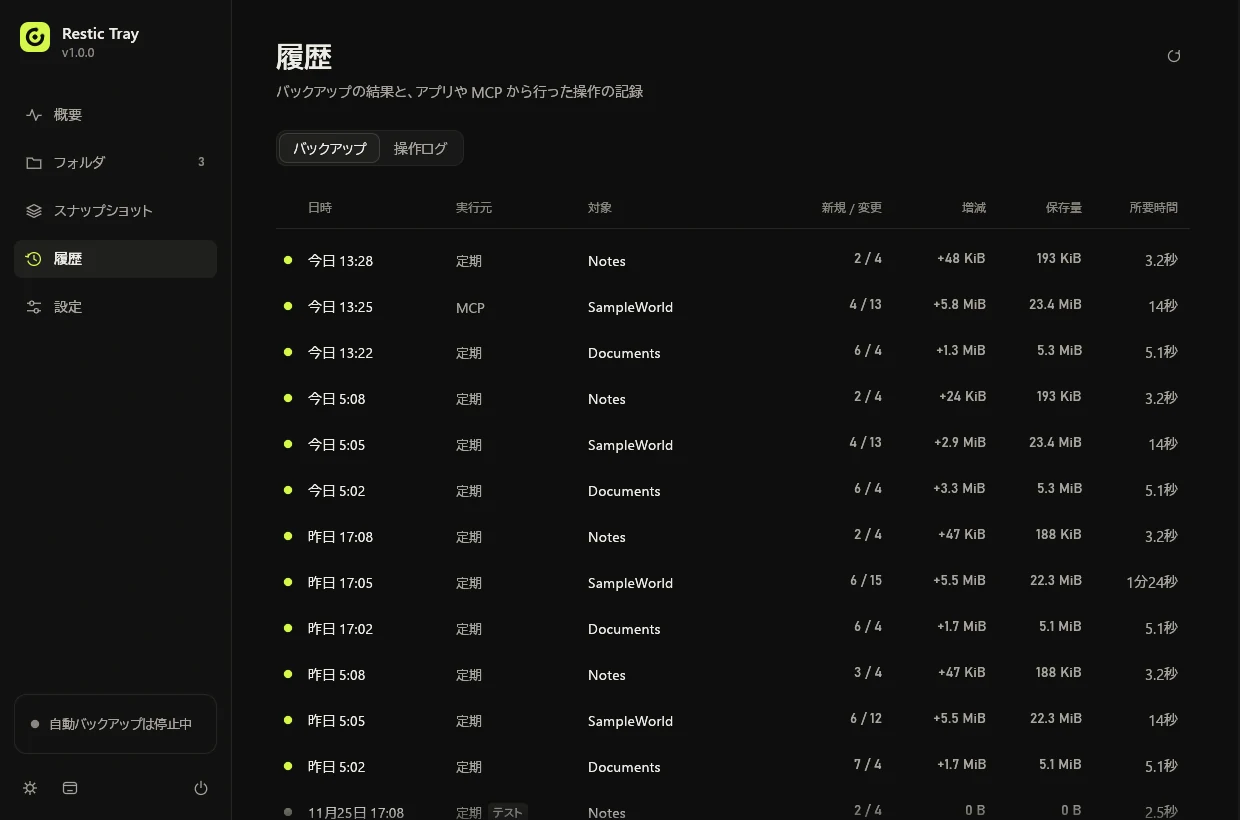 Restic Tray
v1.0.0
概要
フォルダ 3
スナップショット
履歴
設定
自動バックアップは停止中
履歴
バックアップの結果と、アプリや MCP から行った操作の記録
バックアップ 操作ログ
日時 実行元 対象 新規 / 変更 増減 保存量 所要時間
今日 13:28 定期 Notes 2 / 4 +48 KiB 193 KiB 3.2秒
今日 13:25 MCP SampleWorld 4 / 13 +5.8 MiB 23.4 MiB 14秒
今日 13:22 定期 Documents 6 / 4 +1.3 MiB 5.3 MiB 5.1秒
今日 5:08 定期 Notes 2 / 4 +24 KiB 193 KiB 3.2秒
今日 5:05 定期 SampleWorld 4 / 13 +2.9 MiB 23.4 MiB 14秒
今日 5:02 定期 Documents 6 / 4 +3.3 MiB 5.3 MiB 5.1秒
昨日 17:08 定期 Notes 2 / 4 +47 KiB 188 KiB 3.2秒
昨日 17:05 定期 SampleWorld 6 / 15 +5.5 MiB 22.3 MiB 1分24秒
昨日 17:02 定期 Documents 6 / 4 +1.7 MiB 5.1 MiB 5.1秒
昨日 5:08 定期 Notes 3 / 4 +47 KiB 188 KiB 3.2秒
昨日 5:05 定期 SampleWorld 6 / 12 +5.5 MiB 22.3 MiB 14秒
昨日 5:02 定期 Documents 7 / 4 +1.7 MiB 5.1 MiB 5.1秒
11月25日 17:08 定期 テスト Notes 2 / 4 0 B 0 B 2.5秒